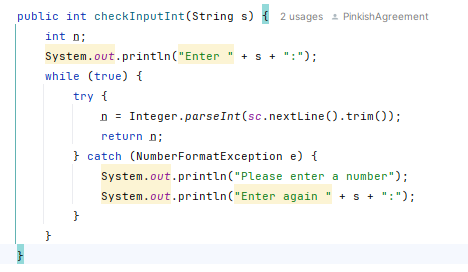 public int checkInputInt(String s) { 2 usages PinkishAgreement
int n;
System.out.println("Enter " + s + ":");
while (true) {
try {
n = Integer.parseInt(sc.nextLine().trim());
return n;
} catch (NumberFormatException e) {
System.out.println("Please enter a number");
System.out.println("Enter again " + s + ":");
}
}
}